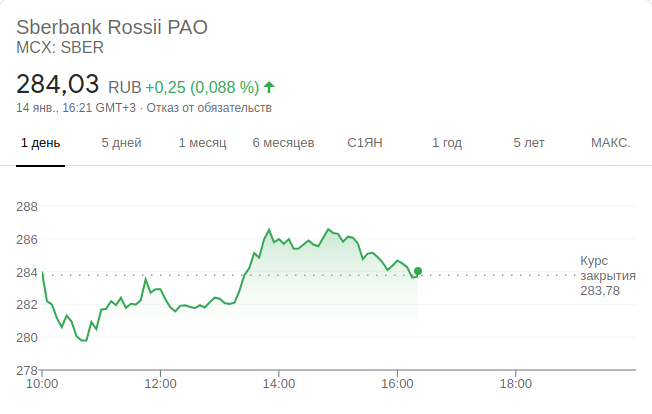 Sberbank Rossii PAO
MCX: SBER
284,03 RUB +0,25 (0,088 %)
14 янв., 16:21 GMT+3 · Отказ от обязательств
1 день 5 дней 1 месяц 6 месяцев С1ЯН 1 год 5 лет МАКС.
288
286
284
282
280
278
Курс
закрытия
283,78
10:00 12:00 14:00 16:00 18:00